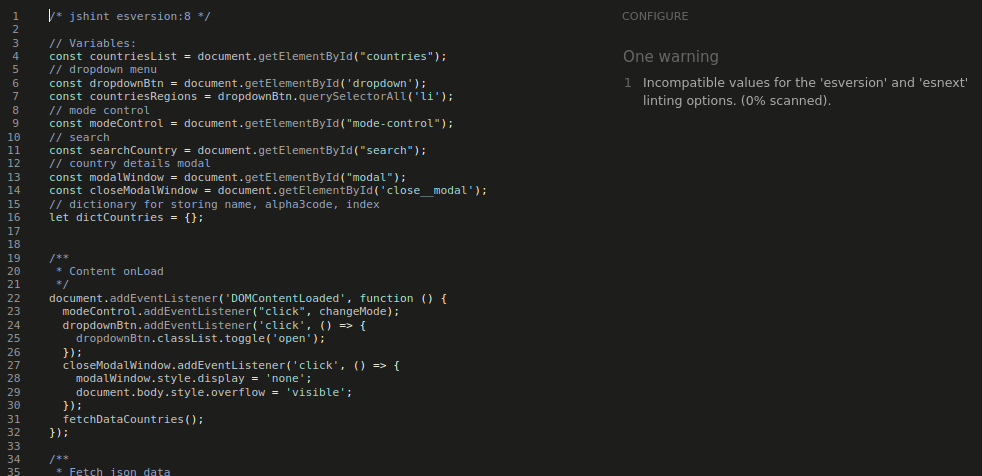 1 /* jshint esversion:8 */
2
3 // Variables:
4 const countriesList = document.getElementById("countries");
5 // dropdown menu
6 const dropdownBtn = document.getElementById('dropdown');
7 const countriesRegions = dropdownBtn.querySelectorAll('li');
8 // mode control
9 const modeControl = document.getElementById("mode-control");
10 // search
11 const searchCountry = document.getElementById("search");
12 // country details modal
13 const modalWindow = document.getElementById("modal");
14 const closeModalWindow = document.getElementById('close__modal');
15 // dictionary for storing name, alpha3code, index
16 let dictCountries = {};
17
18
19 /**
20  * Content onLoad
21  */
22 document.addEventListener('DOMContentLoaded', function () {
23   modeControl.addEventListener("click", changeMode);
24   dropdownBtn.addEventListener('click', () => {
25     dropdownBtn.classList.toggle('open');
26   });
27   closeModalWindow.addEventListener('click', () => {
28     modalWindow.style.display = 'none';
29     document.body.style.overflow = 'visible';
30   });
31   fetchDataCountries();
32 });
33
34 /**
35  * Fetch json data
CONFIGURE
One warning
1 Incompatible values for the 'esversion' and 'esnext'
linting options. (0% scanned).